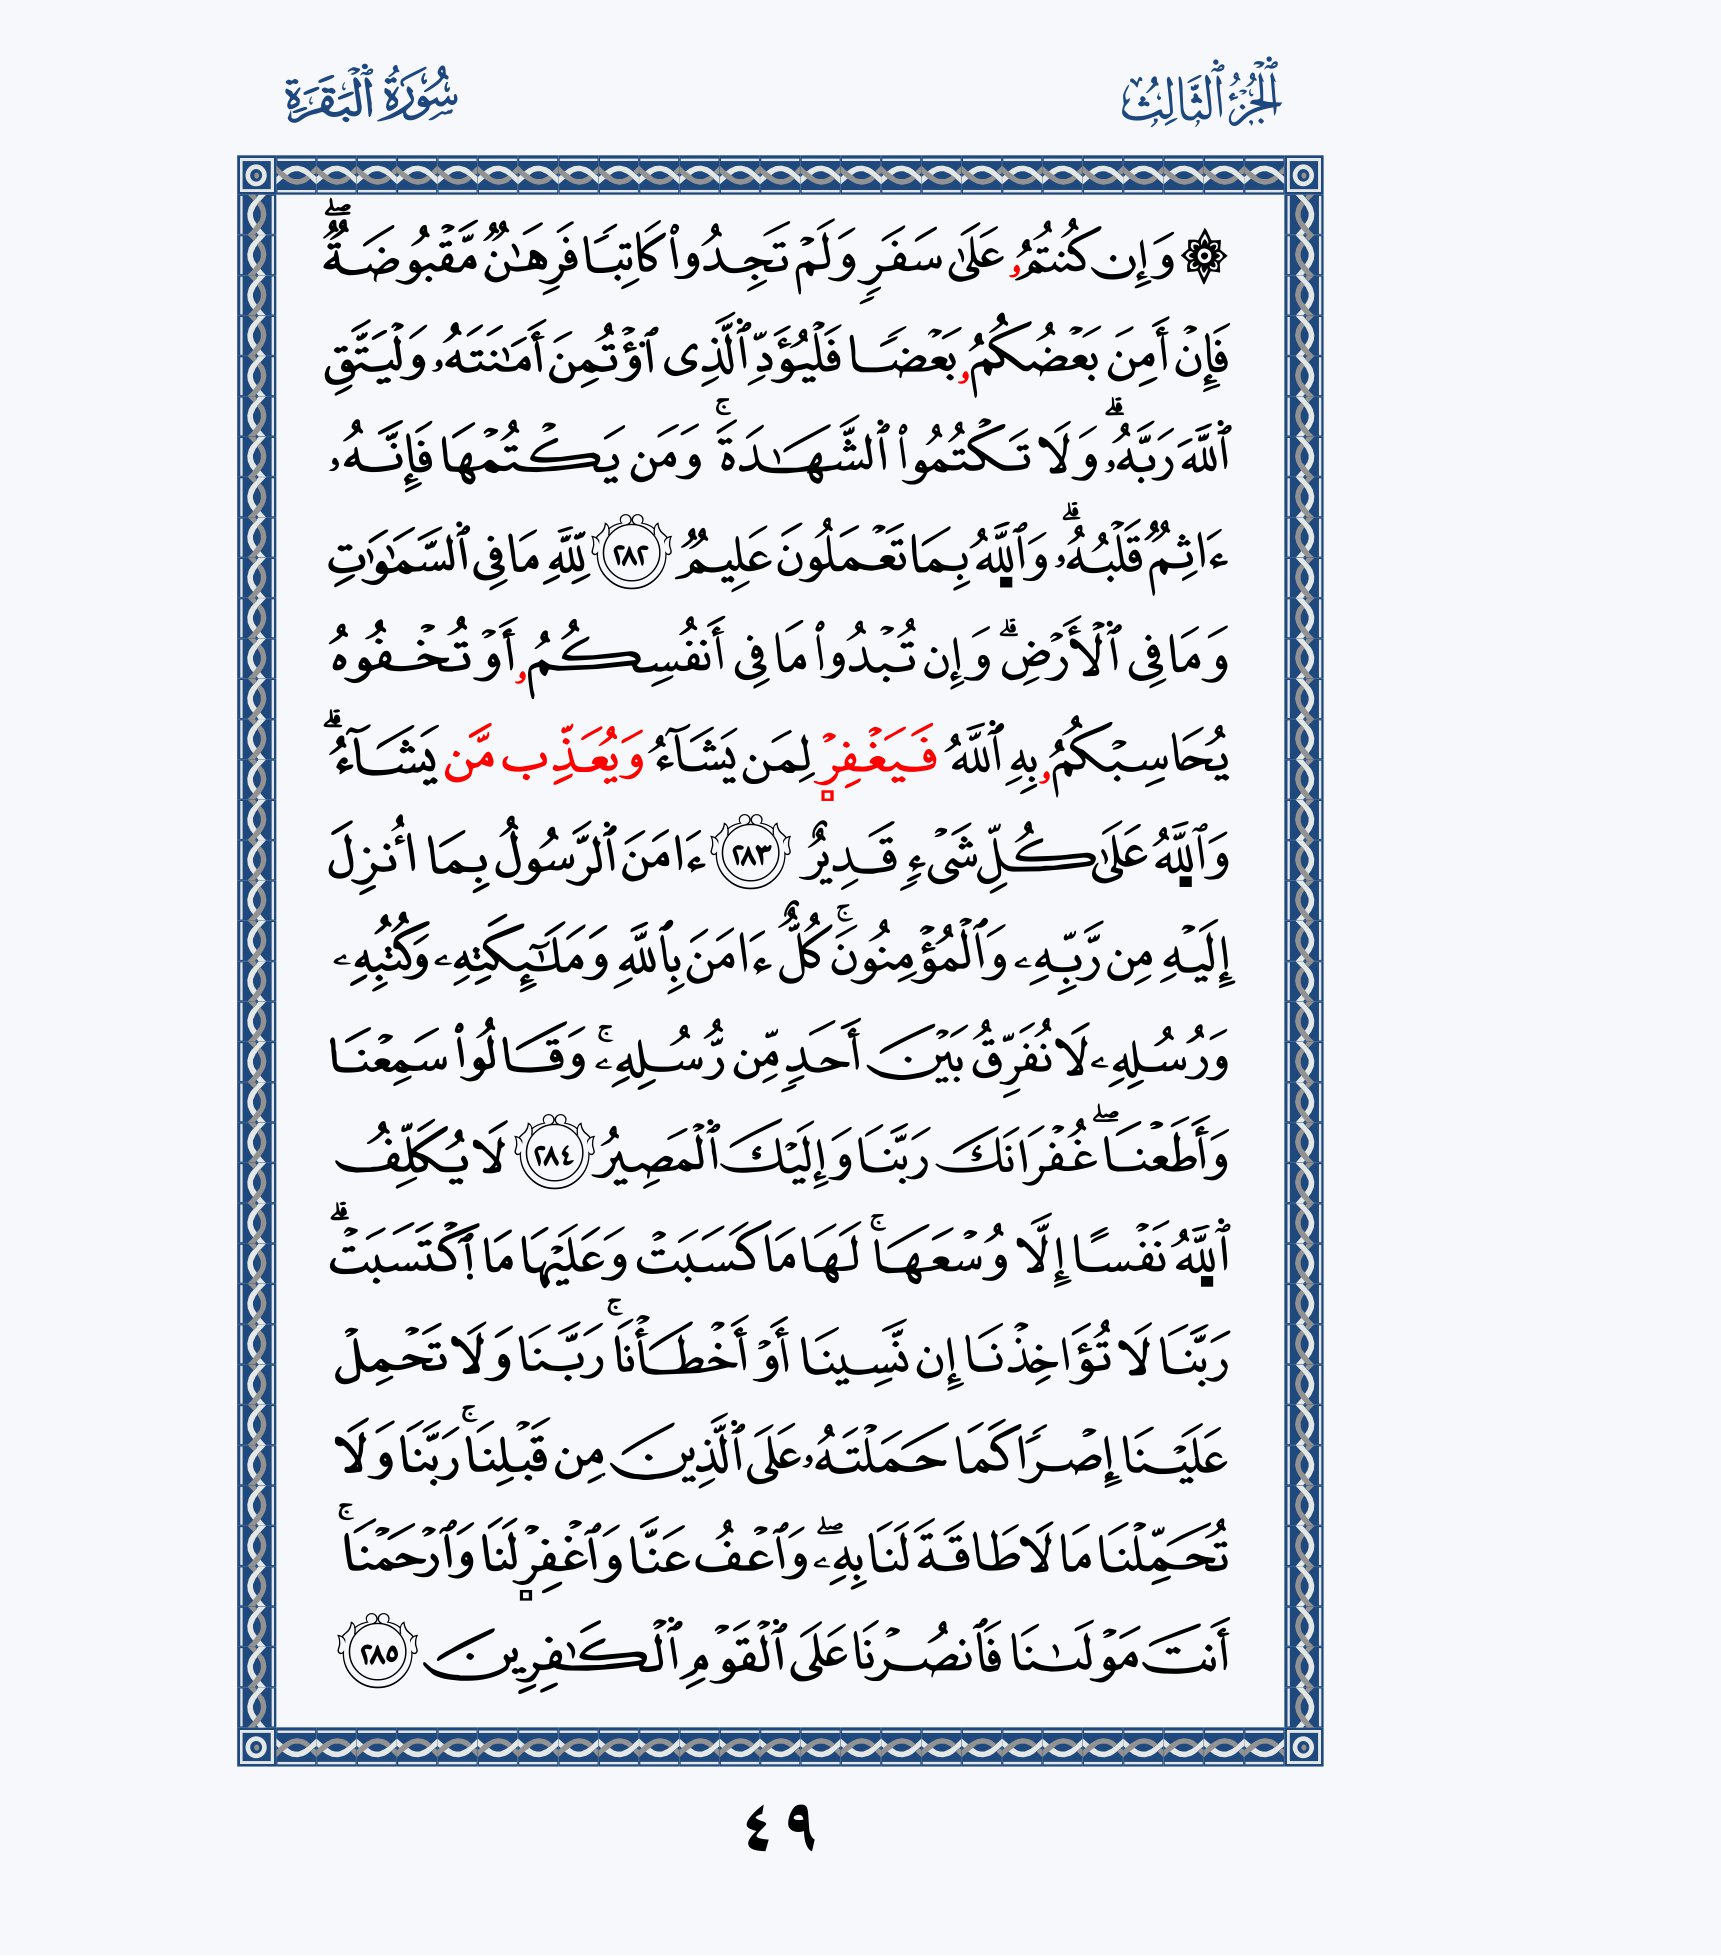 ٱلْجُزْءُ ٱلثَّالِثُ
سُورَةُ ٱلْبَقَرَةِ
۞ وَإِن كُنتُمُۥ عَلَىٰ سَفَرٍ وَلَمْ تَجِدُوا۟ كَاتِبًا فَرِهَـٰنٌ مَّقْبُوضَةٌ ۖ
فَإِنْ أَمِنَ بَعْضُكُمُۥ بَعْضًا فَلْيُؤَدِّ ٱلَّذِى ٱؤْتُمِنَ أَمَـٰنَتَهُۥ وَلْيَتَّقِ
ٱللَّهَ رَبَّهُۥ ۗ وَلَا تَكْتُمُوا۟ ٱلشَّهَـٰدَةَ ۚ وَمَن يَكْتُمْهَا فَإِنَّهُۥ
ءَاثِمٌ قَلْبُهُۥ ۗ وَٱللَّهُ بِمَا تَعْمَلُونَ عَلِيمٌ ٢٨٢ لِلَّهِ مَا فِى ٱلسَّمَـٰوَٰتِ
وَمَا فِى ٱلْأَرْضِ ۗ وَإِن تُبْدُوا۟ مَا فِى أَنفُسِكُمُۥ أَوْ تُخْفُوهُ
يُحَاسِبْكُمُۥ بِهِ ٱللَّهُ فَيَغْفِرْ لِمَن يَشَآءُ وَيُعَذِّب مَّن يَشَآءُ ۗ
وَٱللَّهُ عَلَىٰ كُلِّ شَىْءٍ قَدِيرٌ ٢٨٣ ءَامَنَ ٱلرَّسُولُ بِمَا أُنزِلَ
إِلَيْهِ مِن رَّبِّهِۦ وَٱلْمُؤْمِنُونَ ۚ كُلٌّ ءَامَنَ بِٱللَّهِ وَمَلَـٰٓئِكَتِهِۦ وَكُتُبِهِۦ
وَرُسُلِهِۦ لَا نُفَرِّقُ بَيْنَ أَحَدٍ مِّن رُّسُلِهِۦ ۚ وَقَالُوا۟ سَمِعْنَا
وَأَطَعْنَا ۖ غُفْرَانَكَ رَبَّنَا وَإِلَيْكَ ٱلْمَصِيرُ ٢٨٤ لَا يُكَلِّفُ
ٱللَّهُ نَفْسًا إِلَّا وُسْعَهَا ۚ لَهَا مَا كَسَبَتْ وَعَلَيْهَا مَا ٱكْتَسَبَتْ ۗ
رَبَّنَا لَا تُؤَاخِذْنَا إِن نَّسِينَا أَوْ أَخْطَأْنَا ۚ رَبَّنَا وَلَا تَحْمِلْ
عَلَيْنَا إِصْرًا كَمَا حَمَلْتَهُۥ عَلَى ٱلَّذِينَ مِن قَبْلِنَا ۚ رَبَّنَا وَلَا
تُحَمِّلْنَا مَا لَا طَاقَةَ لَنَا بِهِۦ ۖ وَٱعْفُ عَنَّا وَٱغْفِرْ لَنَا وَٱرْحَمْنَا ۚ
أَنتَ مَوْلَىٰنَا فَٱنصُرْنَا عَلَى ٱلْقَوْمِ ٱلْكَـٰفِرِينَ ٢٨٥
٤٩